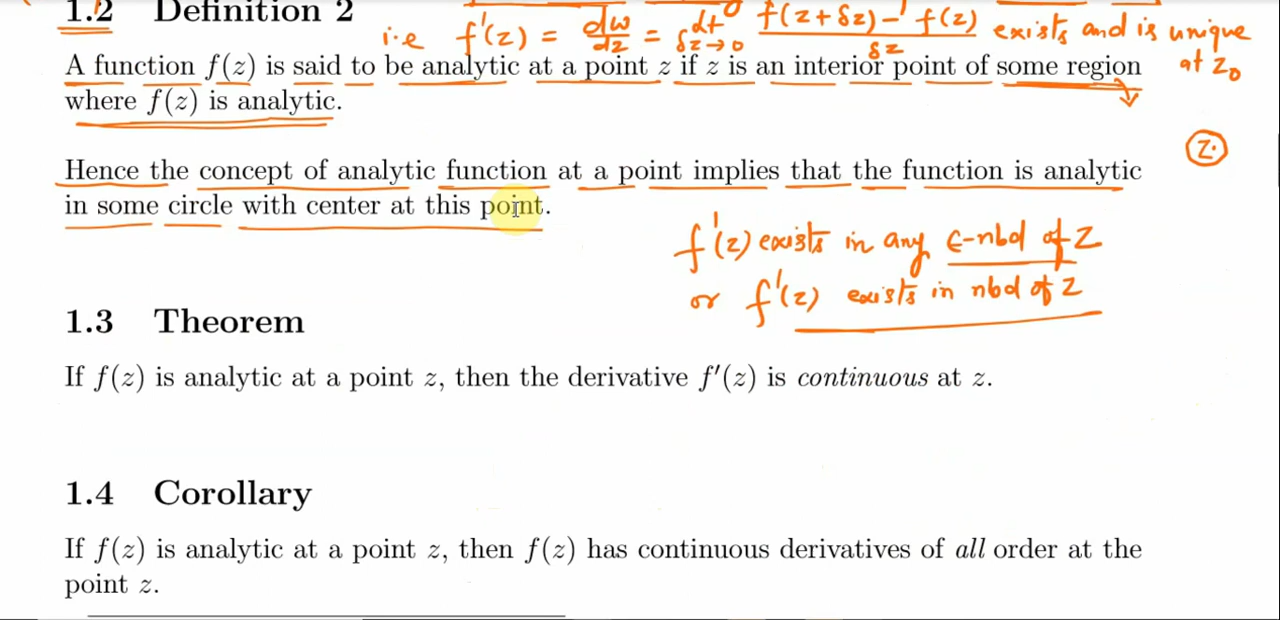 1.2 Definition 2
i.e f'(z) = dw/dz = lt δz→0 f(z+δz) - f(z) / δz exists and is unique
at z₀
A function f(z) is said to be analytic at a point z if z is an interior point of some region
where f(z) is analytic.
z.
Hence the concept of analytic function at a point implies that the function is analytic
in some circle with center at this point.
f'(z) exists in any ϵ-nbd of z
or f'(z) exists in nbd of z
1.3 Theorem
If f(z) is analytic at a point z, then the derivative f′(z) is continuous at z.
1.4 Corollary
If f(z) is analytic at a point z, then f(z) has continuous derivatives of all order at the
point z.